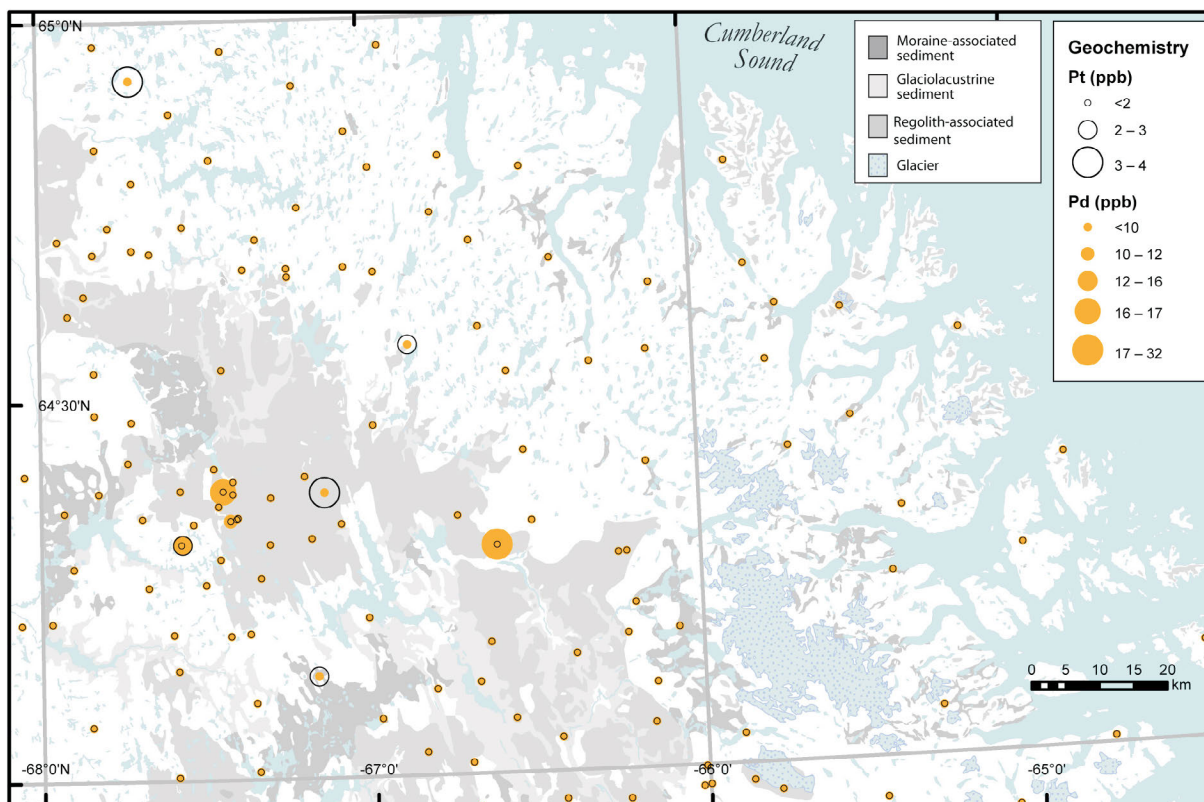 65°0'N
Cumberland
Sound
Moraine-associated
sediment
Glaciolacustrine
sediment
Regolith-associated
sediment
Glacier
Geochemistry
Pt (ppb)
<2
2 – 3
3 – 4
Pd (ppb)
<10
10 – 12
12 – 16
16 – 17
17 – 32
64°30'N
0 5 10 15 20
km
-68°0'N
-67°0'
-66°0'
-65°0'